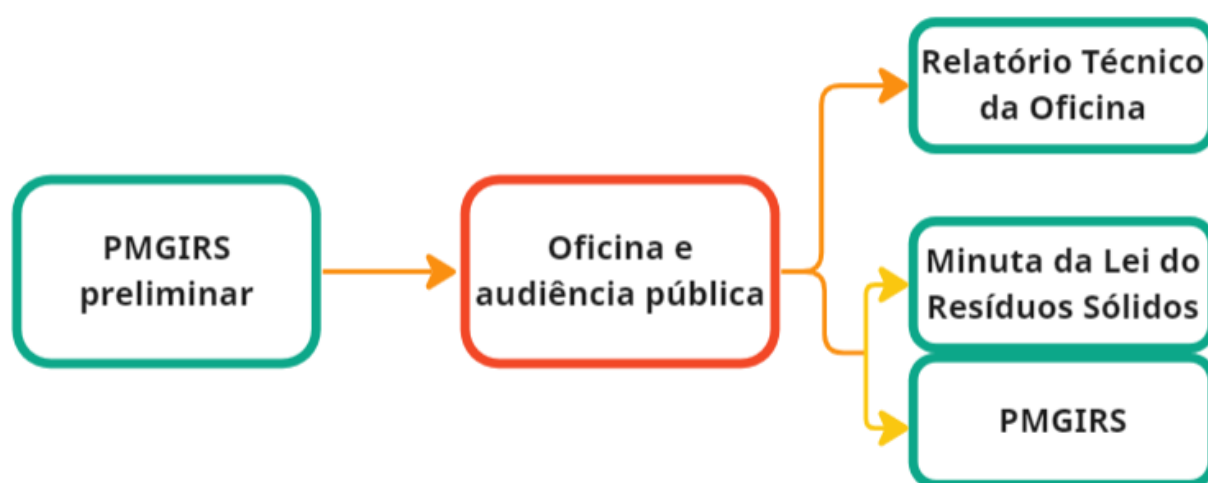 PMGIRS
preliminar
Oficina e
audiência pública
Relatório Técnico
da Oficina
Minuta da Lei do
Resíduos Sólidos
PMGIRS